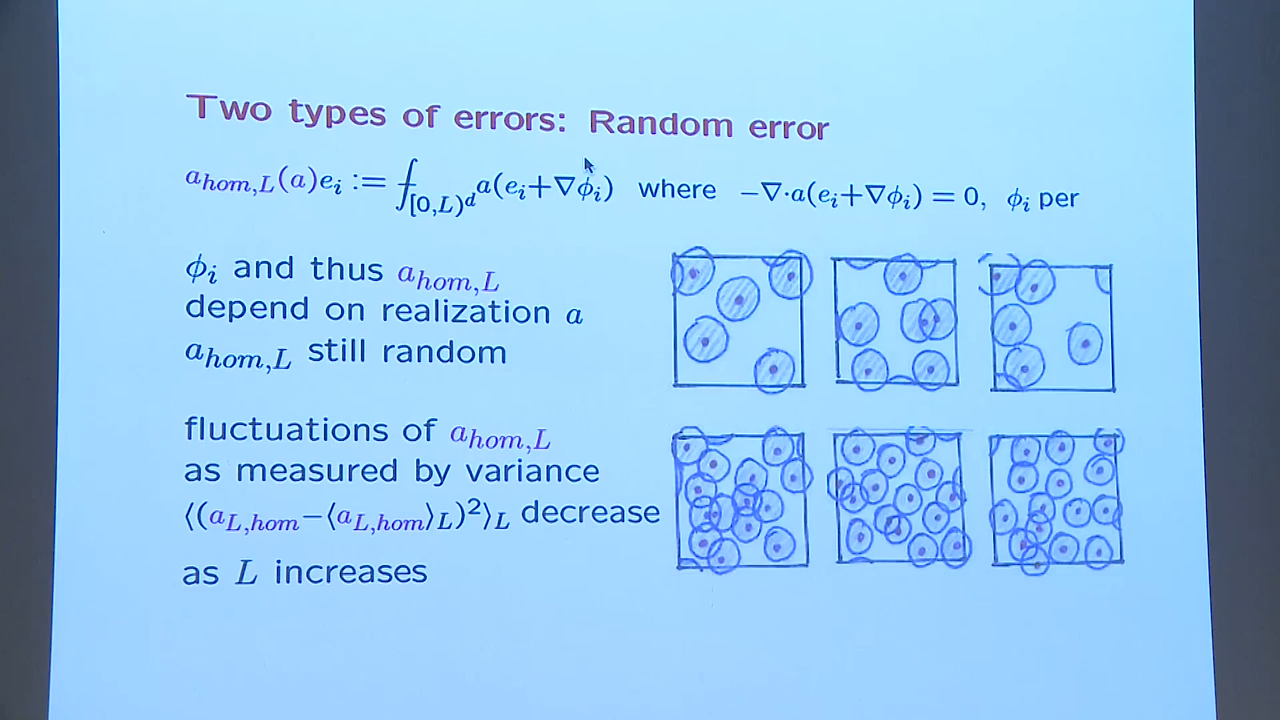 Two types of errors: Random error
a_{hom,L}(a)e_i := ⨍_{[0,L)^d} a(e_i+∇ϕ_i) where −∇·a(e_i+∇ϕ_i) = 0, ϕ_i per
ϕ_i and thus a_{hom,L}
depend on realization a
a_{hom,L} still random
fluctuations of a_{hom,L}
as measured by variance
⟨(a_{L,hom}−⟨a_{L,hom}⟩_L)^2⟩_L decrease
as L increases